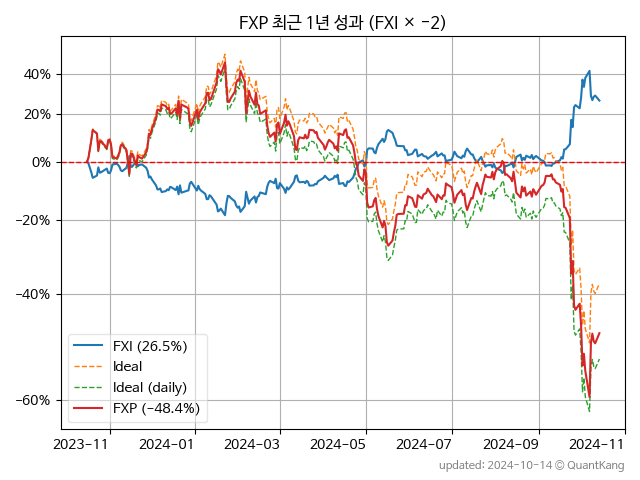 FXP 최근 1년 성과 (FXI × −2)
40%
20%
0%
−20%
−40%
−60%
FXI (26.5%)
Ideal
Ideal (daily)
FXP (−48.4%)
2023−11
2024−01
2024−03
2024−05
2024−07
2024−09
2024−11
updated: 2024-10-14 © QuantKang